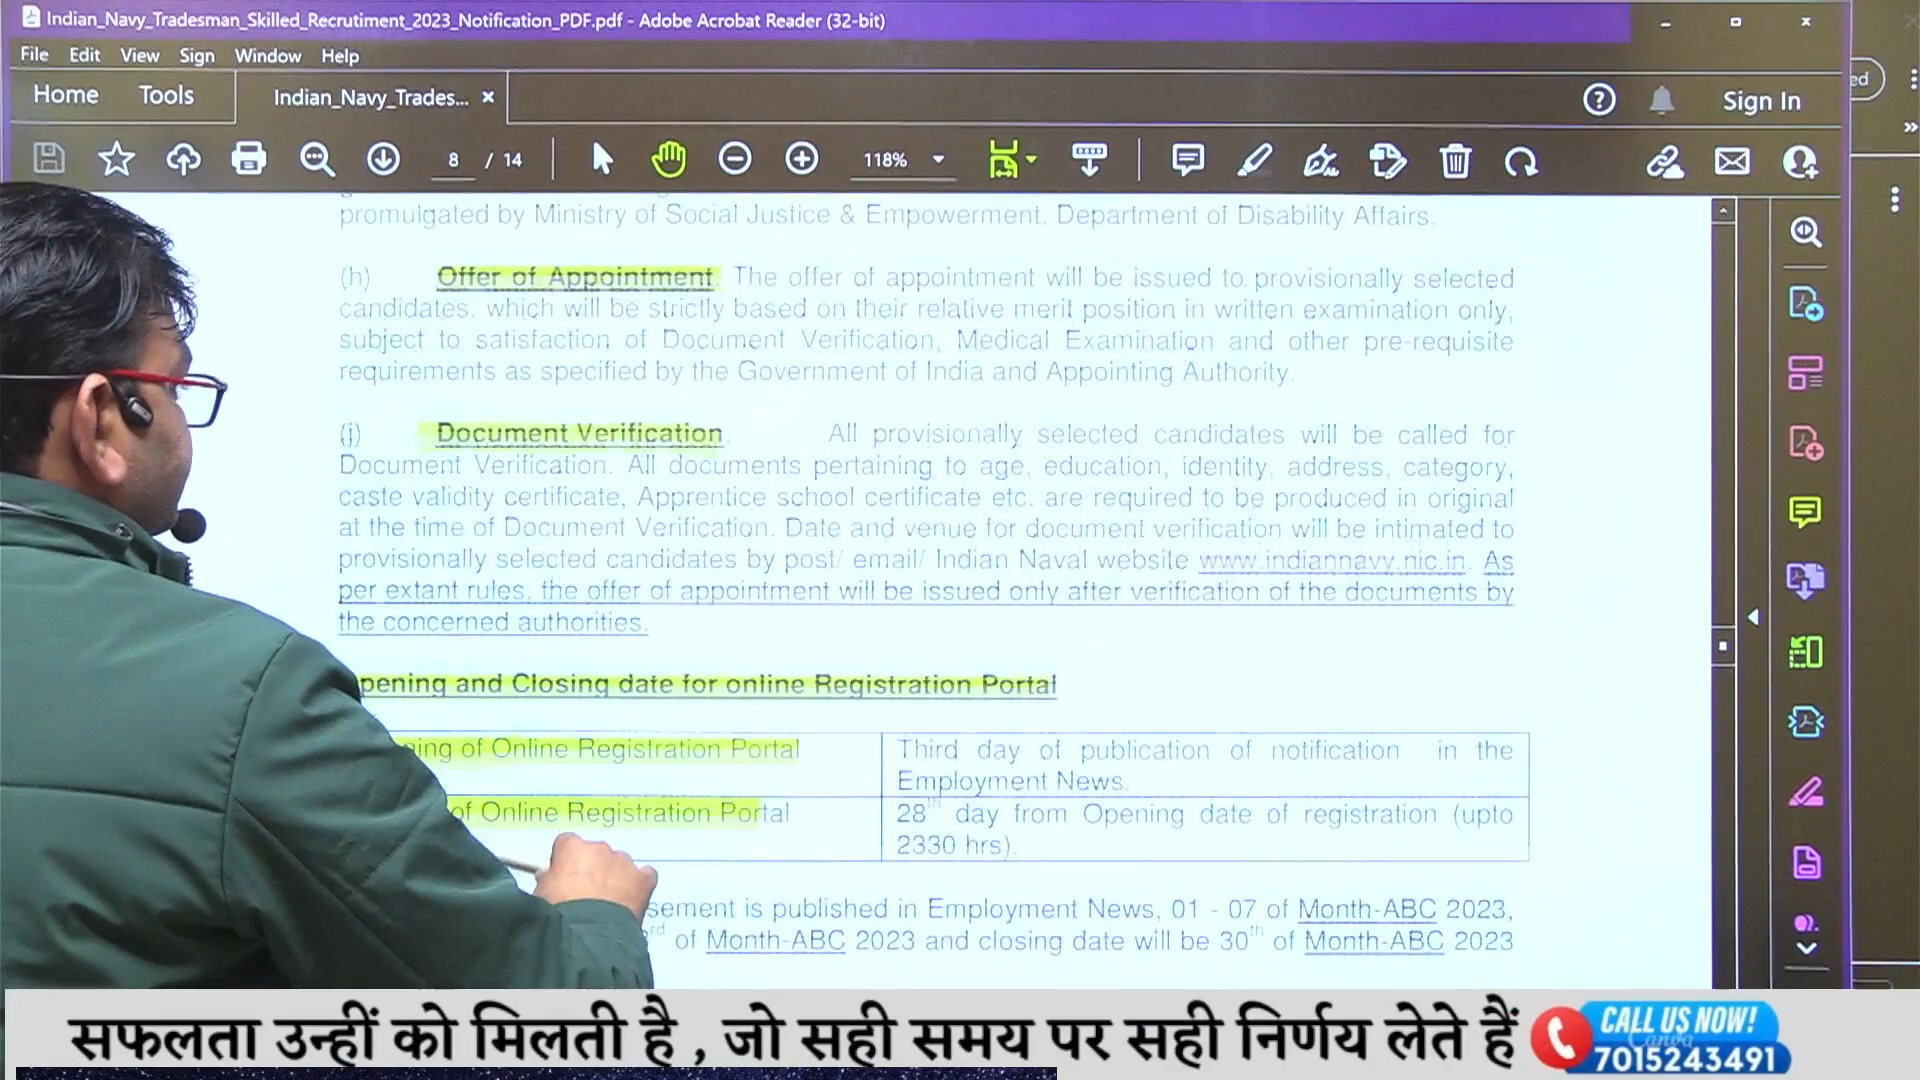 Indian_Navy_Tradesman_Skilled_Recrutiment_2023_Notification_PDF.pdf - Adobe Acrobat Reader (32-bit)
File Edit View Sign Window Help
Home Tools Indian_Navy_Trades... Sign In
8 / 14 118%
promulgated by Ministry of Social Justice & Empowerment, Department of Disability Affairs.
(h) Offer of Appointment. The offer of appointment will be issued to provisionally selected
candidates, which will be strictly based on their relative merit position in written examination only,
subject to satisfaction of Document Verification, Medical Examination and other pre-requisite
requirements as specified by the Government of India and Appointing Authority.
(j) Document Verification. All provisionally selected candidates will be called for
Document Verification. All documents pertaining to age, education, identity, address, category,
caste validity certificate, Apprentice school certificate etc. are required to be produced in original
at the time of Document Verification. Date and venue for document verification will be intimated to
provisionally selected candidates by post/ email/ Indian Naval website www.indiannavy.nic.in. As
per extant rules, the offer of appointment will be issued only after verification of the documents by
the concerned authorities.
pening and Closing date for online Registration Portal
ning of Online Registration Portal
Third day of publication of notification in the
Employment News.
of Online Registration Portal
28th day from Opening date of registration (upto
2330 hrs).
sement is published in Employment News, 01 - 07 of Month-ABC 2023,
rd of Month-ABC 2023 and closing date will be 30th of Month-ABC 2023
सफलता उन्हीं को मिलती है , जो सही समय पर सही निर्णय लेते हैं
CALL US NOW!
Canva
7015243491